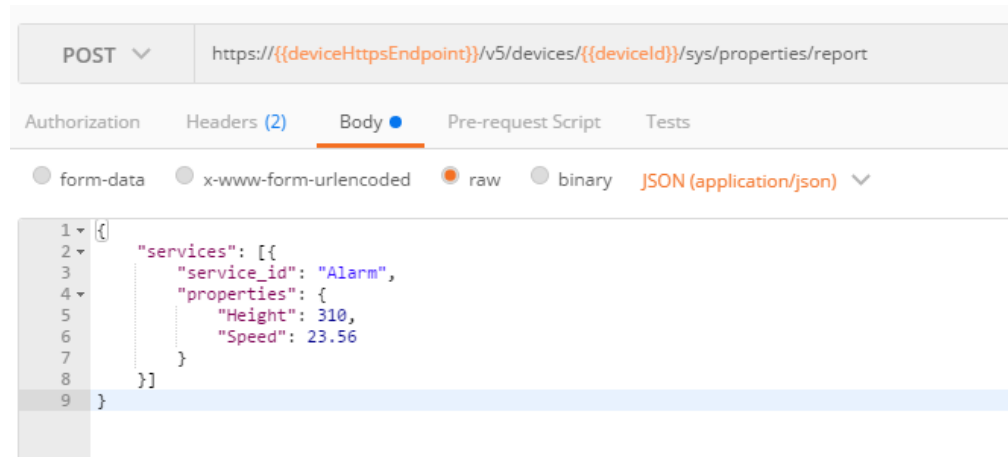 POST https://{{deviceHttpsEndpoint}}/v5/devices/{{deviceId}}/sys/properties/report
Authorization Headers (2) Body Pre-request Script Tests
form-data x-www-form-urlencoded raw binary JSON (application/json)
1 {
2 "services": [{
3 "service_id": "Alarm",
4 "properties": {
5 "Height": 310,
6 "Speed": 23.56
7 }
8 }]
9 }